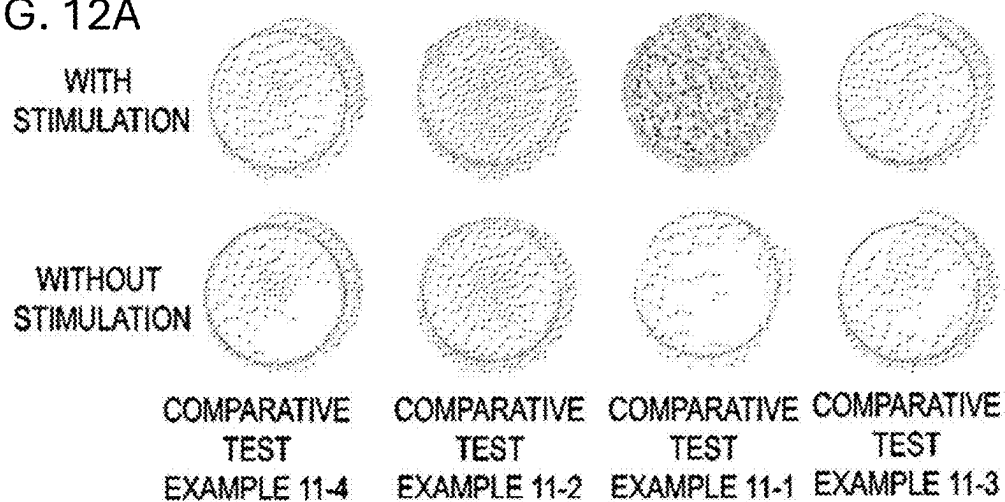 G. 12A
WITH
STIMULATION
WITHOUT
STIMULATION
COMPARATIVE
TEST
EXAMPLE 11-4
COMPARATIVE
TEST
EXAMPLE 11-2
COMPARATIVE
TEST
EXAMPLE 11-1
COMPARATIVE
TEST
EXAMPLE 11-3